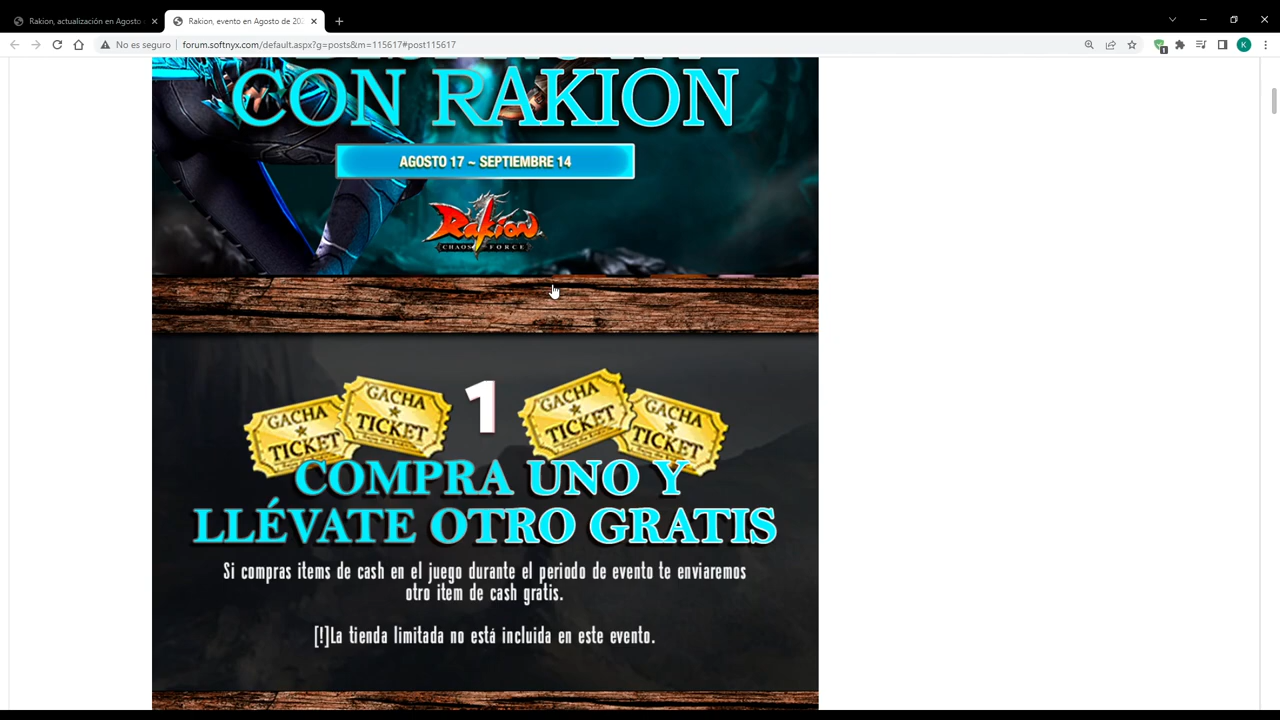 Rakion, actualización en Agosto
Rakion, evento en Agosto de 202
No es seguro
forum.softnyx.com/default.aspx?g=posts&m=115617#post115617
1
K
CON RAKION
AGOSTO 17 ~ SEPTIEMBRE 14
Rakion
CHAOS FORCE
GACHA
TICKET
GACHA
TICKET
1
GACHA
TICKET
GACHA
TICKET
COMPRA UNO Y
LLÉVATE OTRO GRATIS
Si compras items de cash en el juego durante el periodo de evento te enviaremos
otro item de cash gratis.
[!]La tienda limitada no está incluida en este evento.